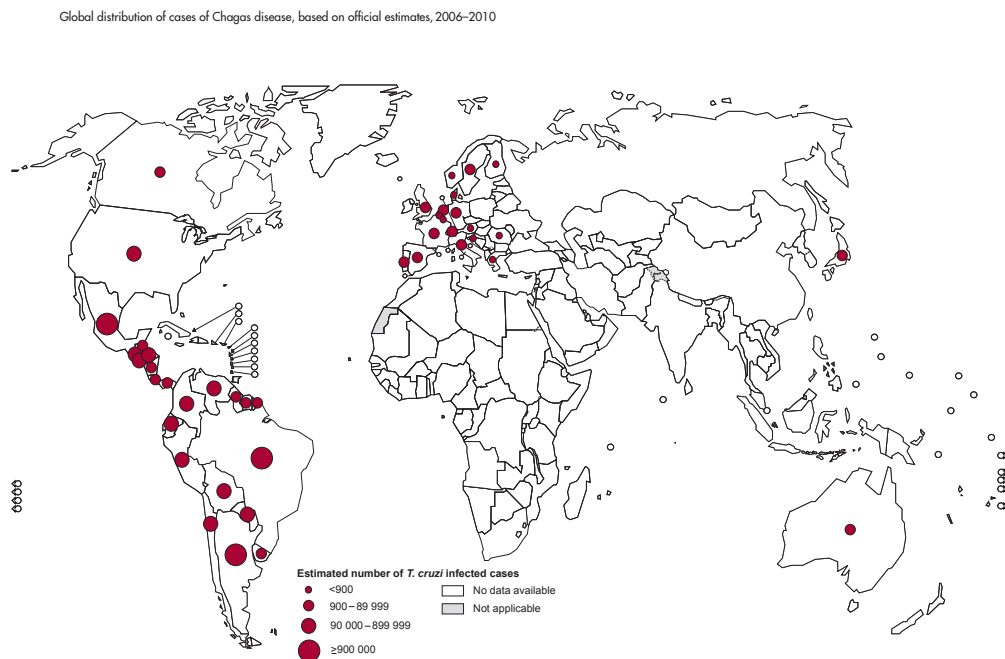 Global distribution of cases of Chagas disease, based on official estimates, 2006–2010
Estimated number of T. cruzi infected cases
<900
900–89 999
90 000–899 999
≥900 000
No data available
Not applicable